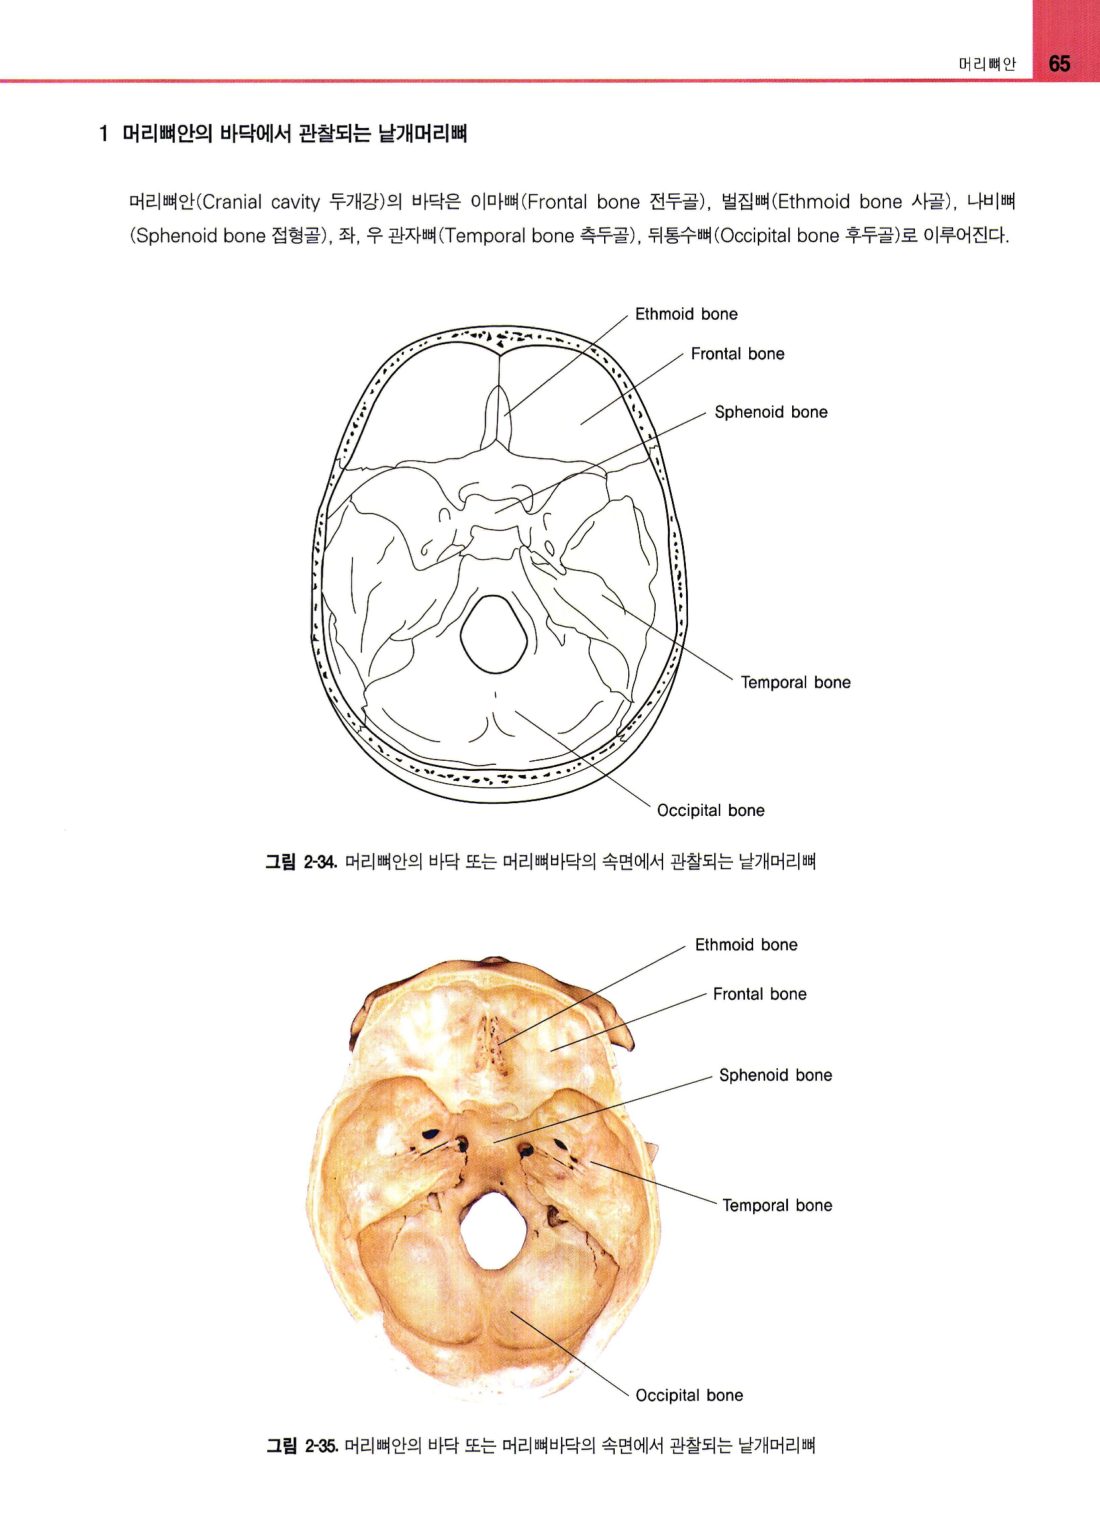 머리뼈안 65
1 머리뼈안의 바닥에서 관찰되는 낱개머리뼈
머리뼈안(Cranial cavity 두개강)의 바닥은 이마뼈(Frontal bone 전두골), 벌집뼈(Ethmoid bone 사골), 나비뼈
(Sphenoid bone 접형골), 좌, 우 관자뼈(Temporal bone 측두골), 뒤통수뼈(Occipital bone 후두골)로 이루어진다.
Ethmoid bone
Frontal bone
Sphenoid bone
Temporal bone
Occipital bone
그림 2-34. 머리뼈안의 바닥 또는 머리뼈바닥의 속면에서 관찰되는 낱개머리뼈
Ethmoid bone
Frontal bone
Sphenoid bone
Temporal bone
Occipital bone
그림 2-35. 머리뼈안의 바닥 또는 머리뼈바닥의 속면에서 관찰되는 낱개머리뼈